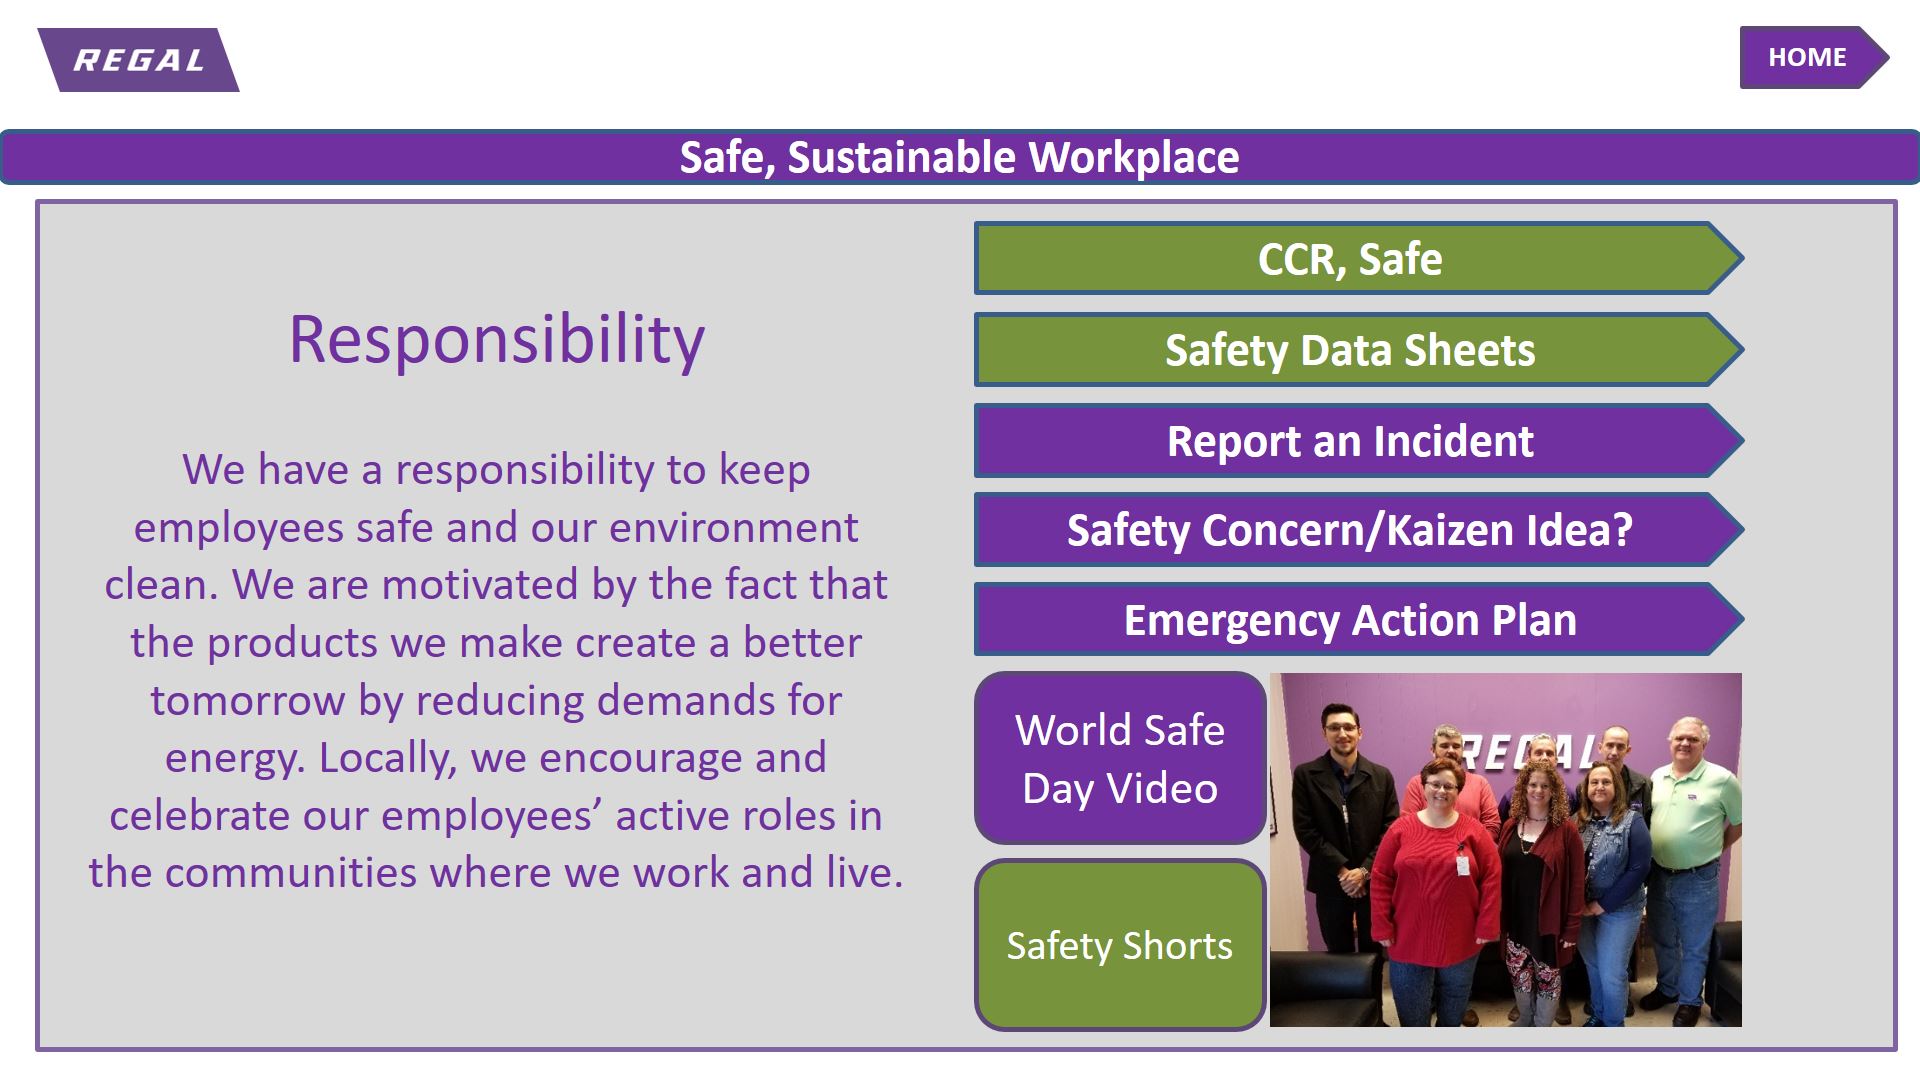 REGAL
HOME
Safe, Sustainable Workplace
Responsibility
We have a responsibility to keep
employees safe and our environment
clean. We are motivated by the fact that
the products we make create a better
tomorrow by reducing demands for
energy. Locally, we encourage and
celebrate our employees’ active roles in
the communities where we work and live.
CCR, Safe
Safety Data Sheets
Report an Incident
Safety Concern/Kaizen Idea?
Emergency Action Plan
World Safe
Day Video
Safety Shorts
REGAL